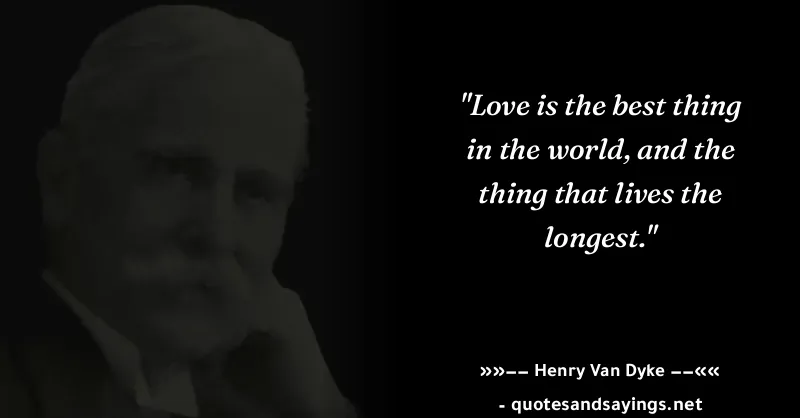 "Love is the best thing
in the world, and the
thing that lives the
longest."
»»–– Henry Van Dyke ––««
- quotesandsayings.net